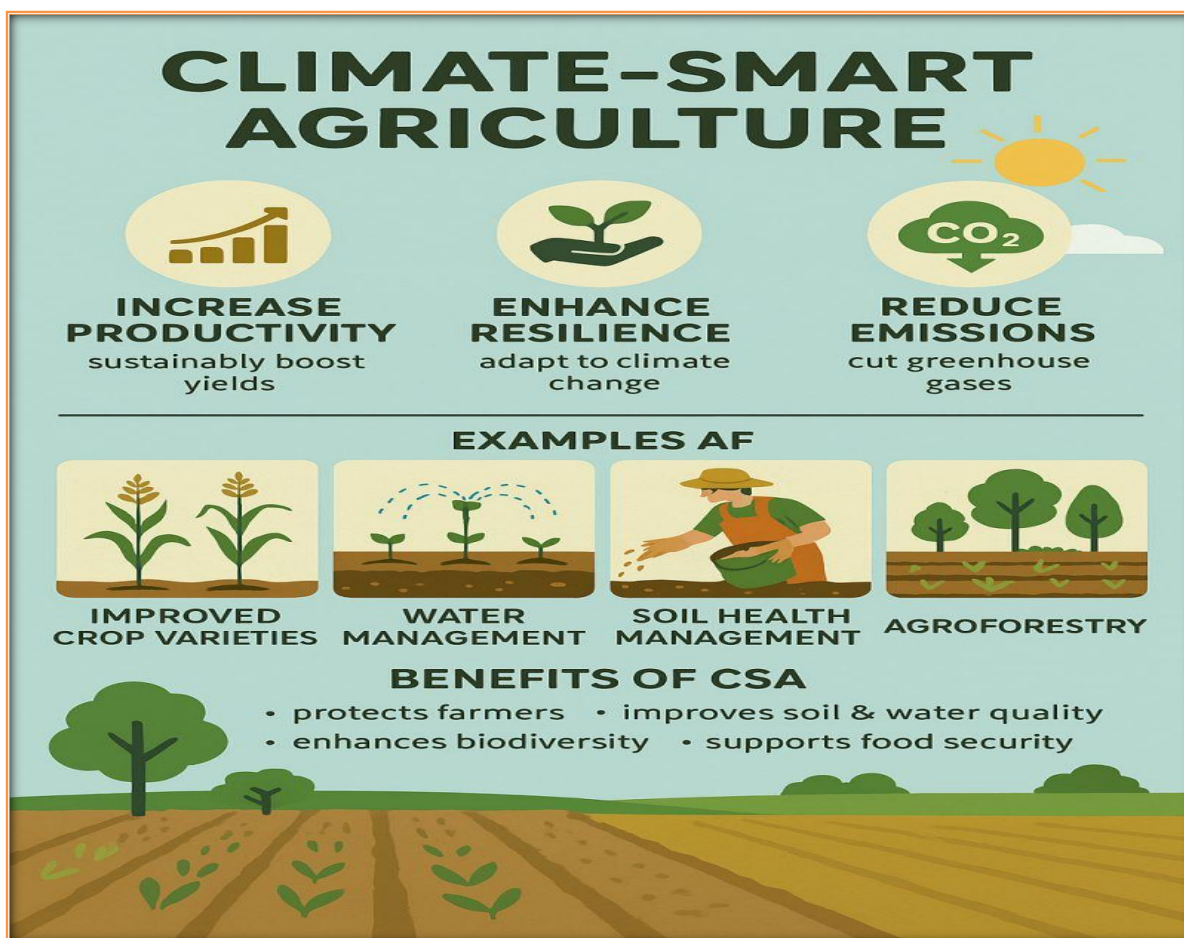 CLIMATE-SMART
AGRICULTURE
INCREASE
PRODUCTIVITY
sustainably boost
yields
ENHANCE
RESILIENCE
adapt to climate
change
CO₂
REDUCE
EMISSIONS
cut greenhouse
gases
EXAMPLES AF
IMPROVED
CROP VARIETIES
WATER
MANAGEMENT
SOIL HEALTH
MANAGEMENT
AGROFORESTRY
BENEFITS OF CSA
• protects farmers • improves soil & water quality
• enhances biodiversity • supports food security